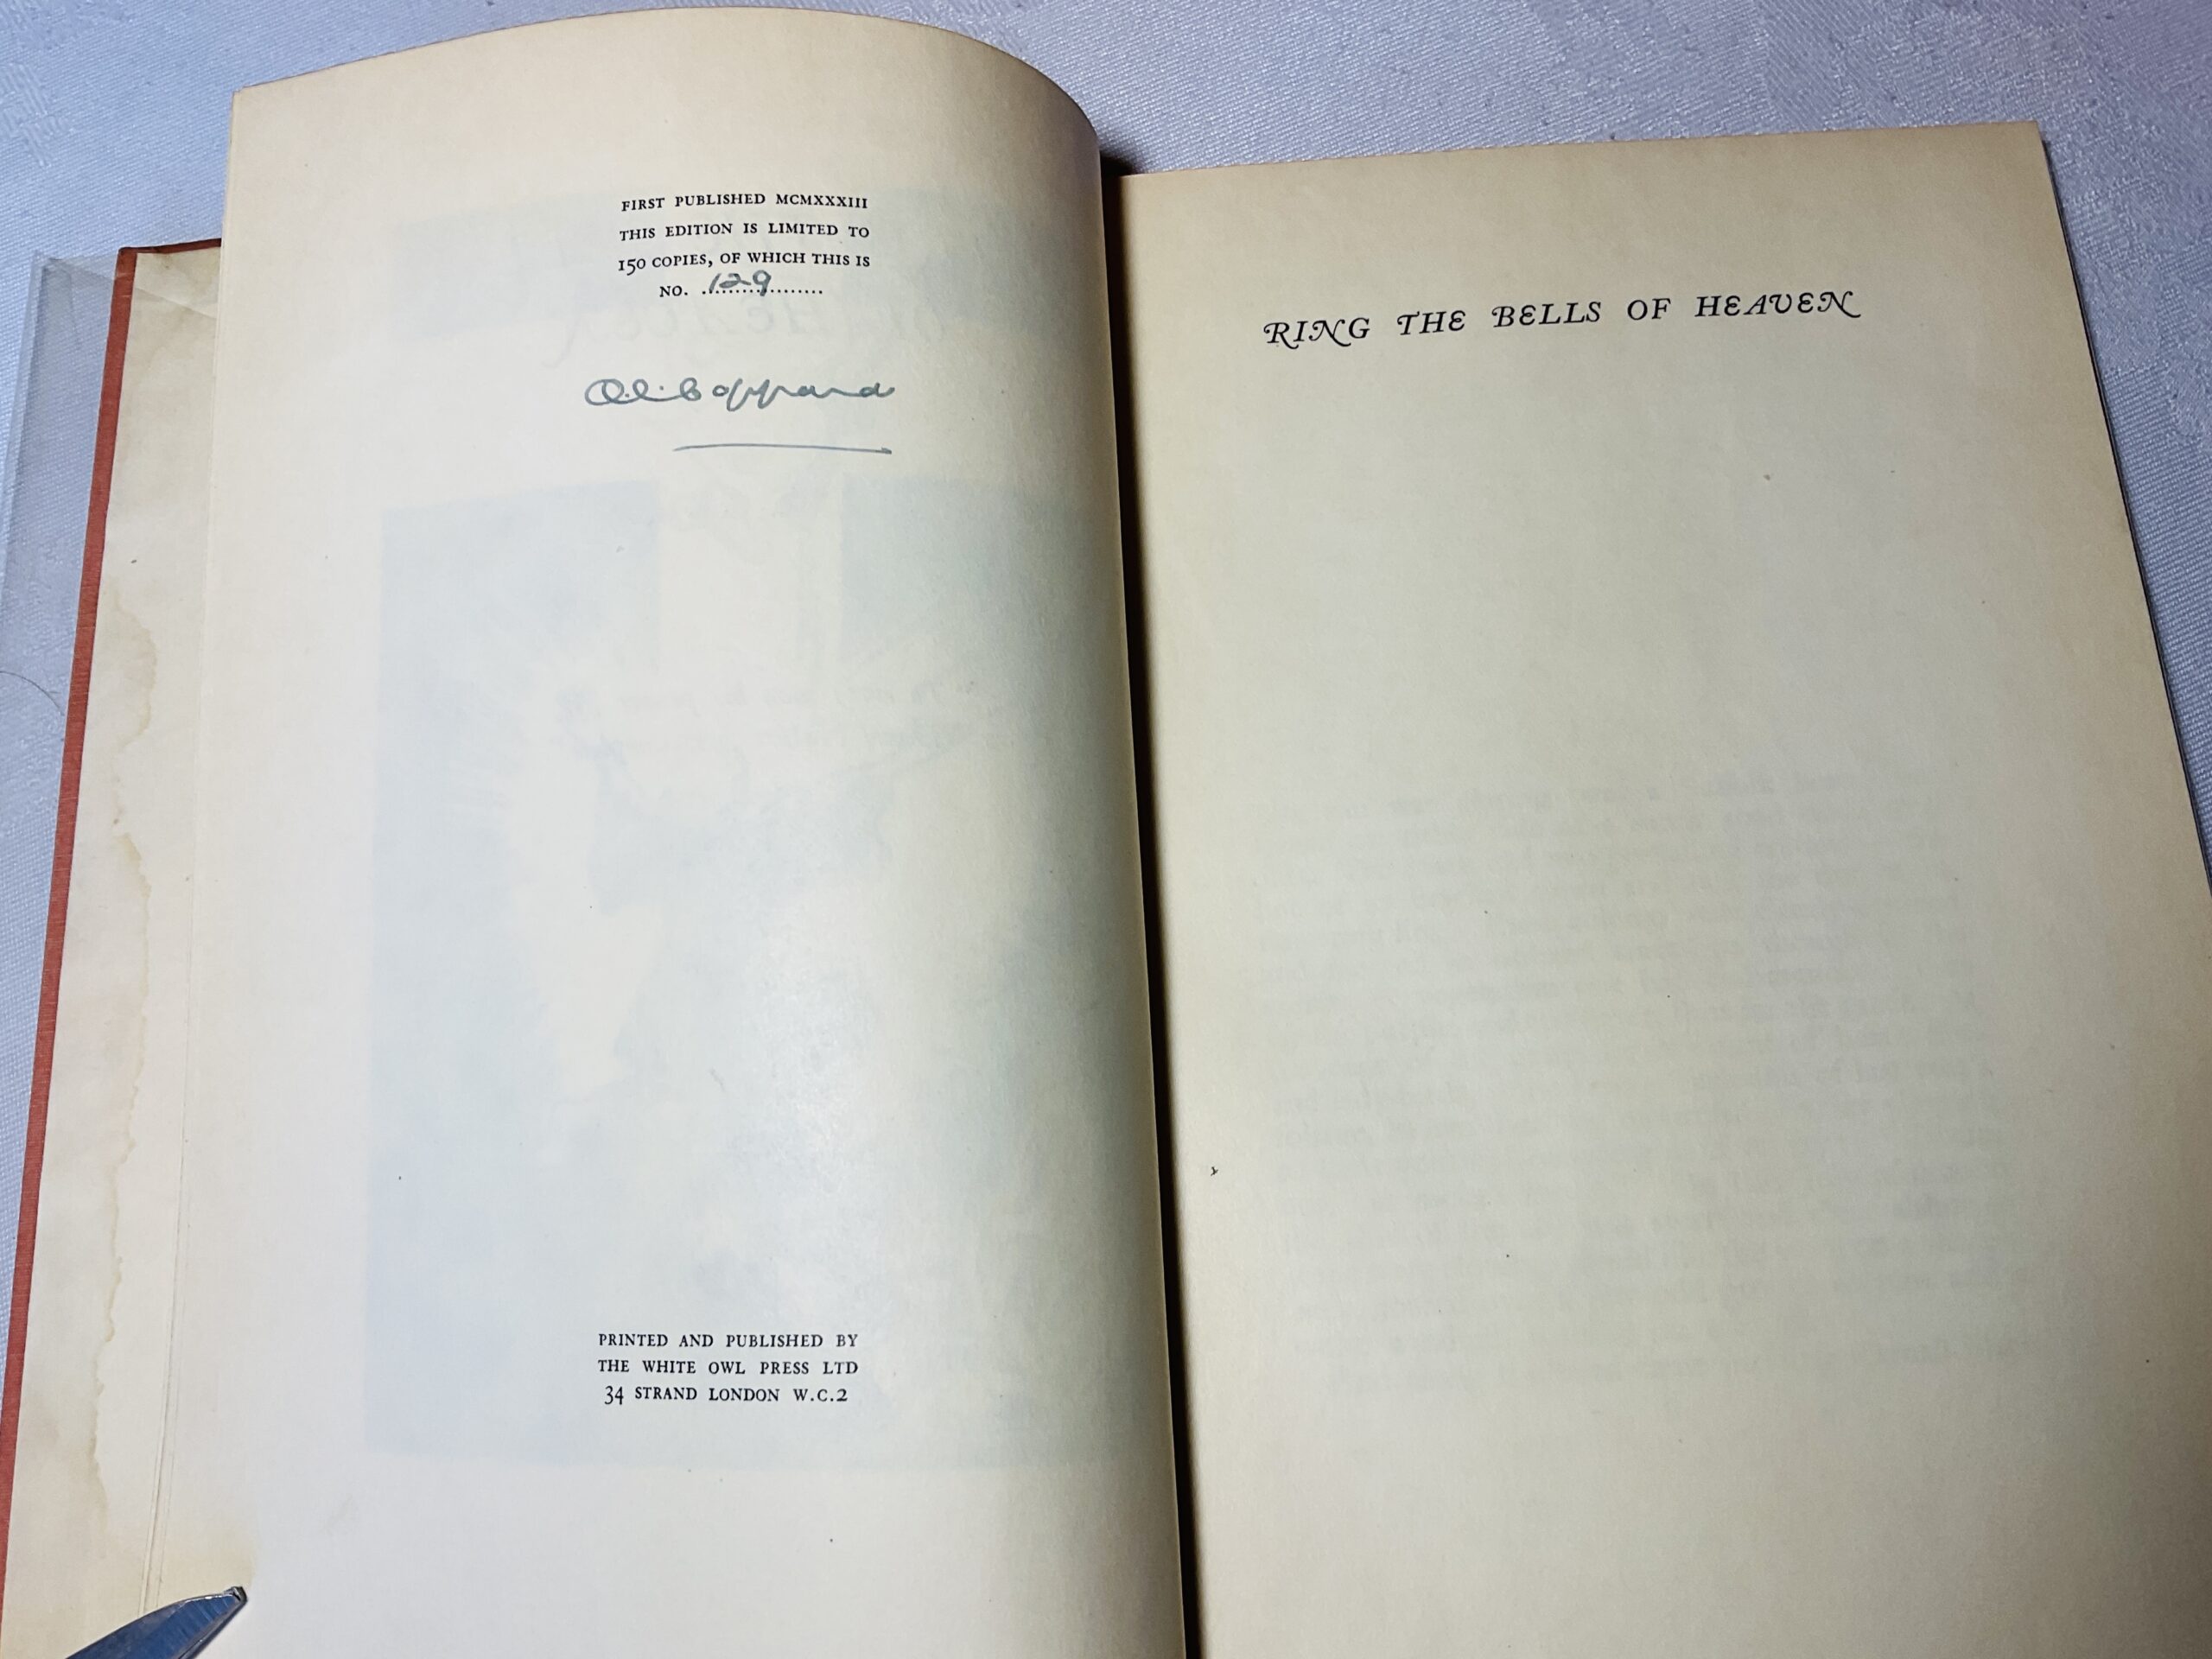 FIRST PUBLISHED MCMXXXIII
THIS EDITION IS LIMITED TO
150 COPIES, OF WHICH THIS IS
NO. ..129..............
A.E. Coppard
PRINTED AND PUBLISHED BY
THE WHITE OWL PRESS LTD
34 STRAND LONDON W.C.2
RING THE BELLS OF HEAVEN